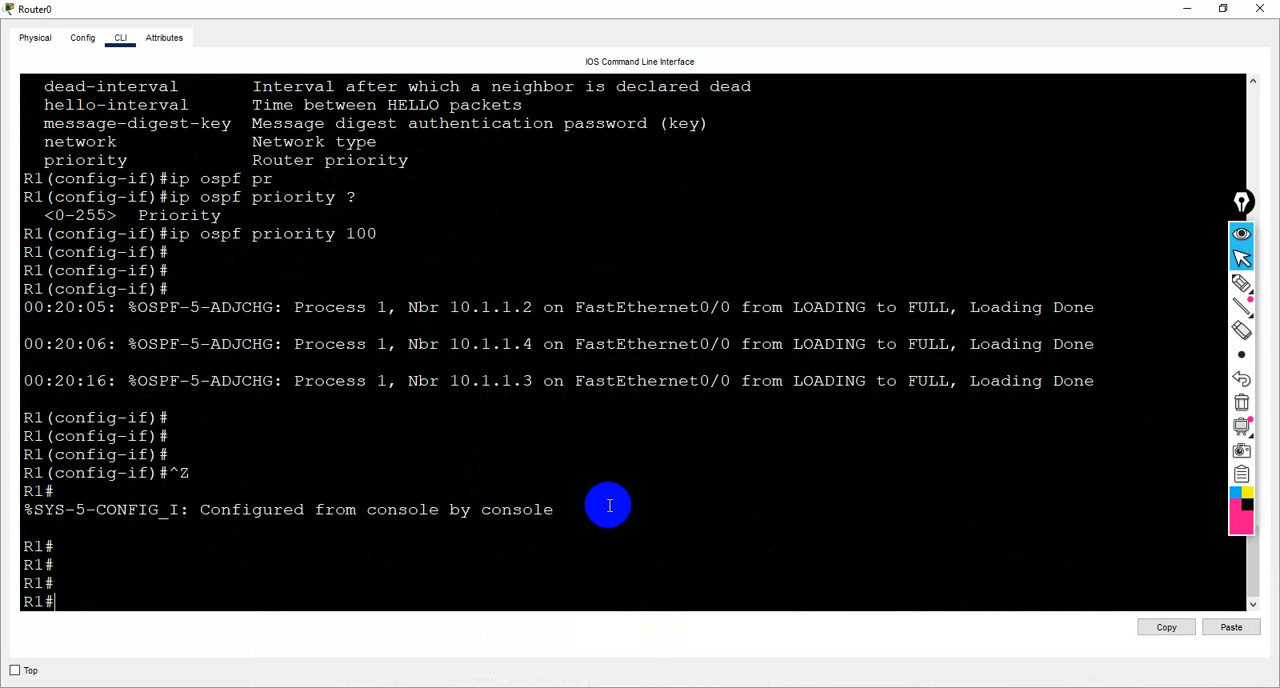 Router0
Physical Config CLI Attributes
IOS Command Line Interface
dead-interval Interval after which a neighbor is declared dead
hello-interval Time between HELLO packets
message-digest-key Message digest authentication password (key)
network Network type
priority Router priority
R1(config-if)#ip ospf pr
R1(config-if)#ip ospf priority ?
<0-255> Priority
R1(config-if)#ip ospf priority 100
R1(config-if)#
R1(config-if)#
R1(config-if)#
00:20:05: %OSPF-5-ADJCHG: Process 1, Nbr 10.1.1.2 on FastEthernet0/0 from LOADING to FULL, Loading Done
00:20:06: %OSPF-5-ADJCHG: Process 1, Nbr 10.1.1.4 on FastEthernet0/0 from LOADING to FULL, Loading Done
00:20:16: %OSPF-5-ADJCHG: Process 1, Nbr 10.1.1.3 on FastEthernet0/0 from LOADING to FULL, Loading Done
R1(config-if)#
R1(config-if)#
R1(config-if)#
R1(config-if)#^Z
R1#
%SYS-5-CONFIG_I: Configured from console by console
R1#
R1#
R1#
R1#
Copy Paste
Top